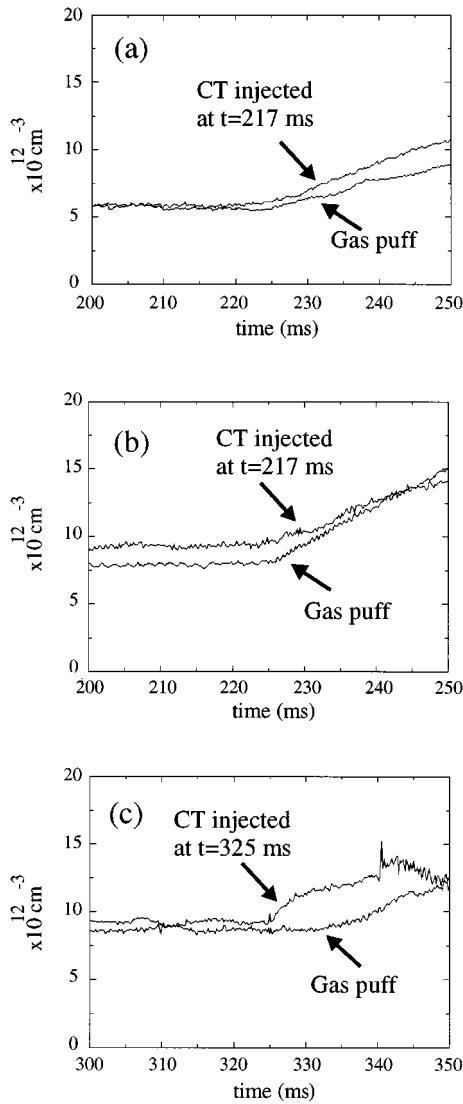 (a)
CT injected
at t=217 ms
Gas puff
x10 12 cm -3
20
15
10
5
0
200 210 220 230 240 250
time (ms)
(b)
CT injected
at t=217 ms
Gas puff
x10 12 cm -3
20
15
10
5
0
200 210 220 230 240 250
time (ms)
(c)
CT injected
at t=325 ms
Gas puff
x10 12 cm -3
20
15
10
5
0
300 310 320 330 340 350
time (ms)